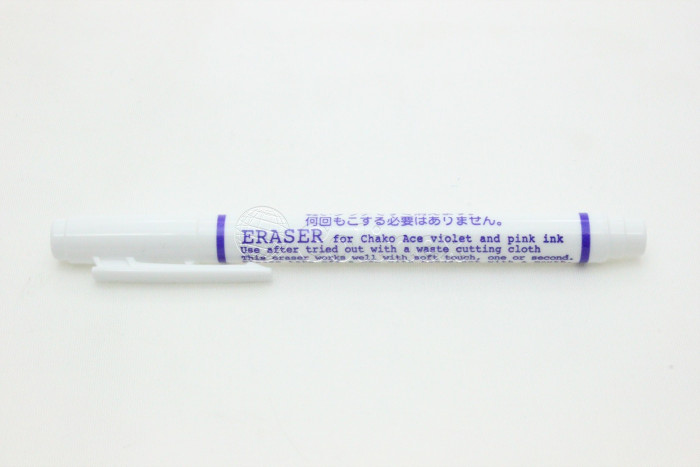 何回もこする必要はありません。
ERASER for Chako Ace violet and pink ink
Use after tried out with a waste cutting cloth
This eraser works well with soft touch, one or second.